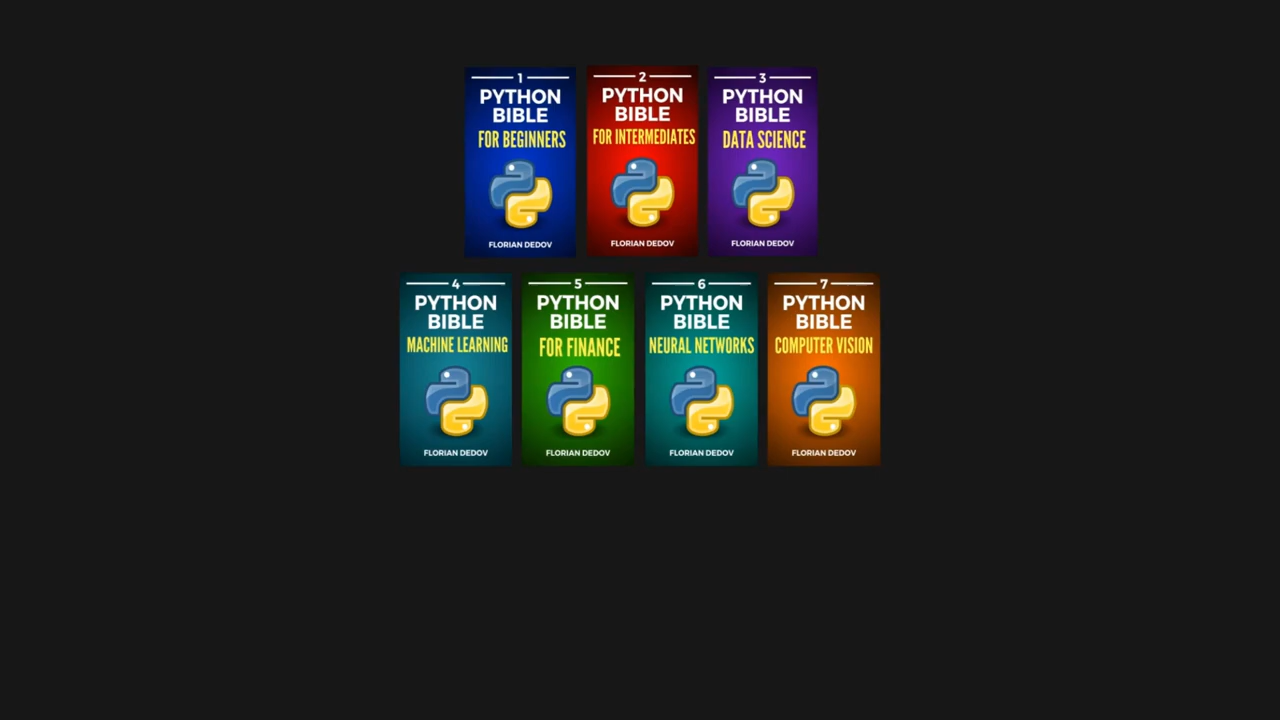 1
PYTHON
BIBLE
FOR BEGINNERS
FLORIAN DEDOV
2
PYTHON
BIBLE
FOR INTERMEDIATES
FLORIAN DEDOV
3
PYTHON
BIBLE
DATA SCIENCE
FLORIAN DEDOV
4
PYTHON
BIBLE
MACHINE LEARNING
FLORIAN DEDOV
5
PYTHON
BIBLE
FOR FINANCE
FLORIAN DEDOV
6
PYTHON
BIBLE
NEURAL NETWORKS
FLORIAN DEDOV
7
PYTHON
BIBLE
COMPUTER VISION
FLORIAN DEDOV